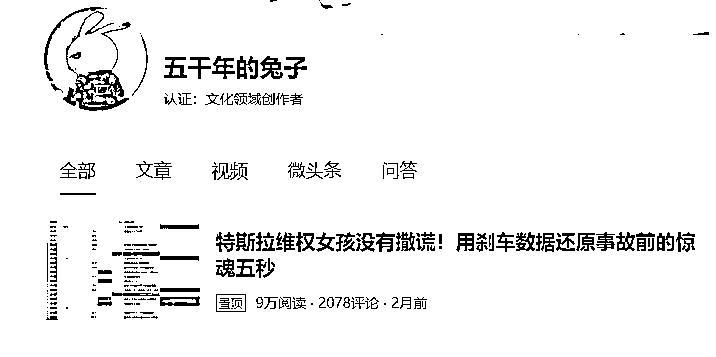 五千年的兔子
认证：文化领域创作者
全部 文章 视频 微头条 问答
特斯拉维权女孩没有撒谎！用刹车数据还原事故前的惊
魂五秒
置顶 9万阅读 · 2078评论 · 2月前